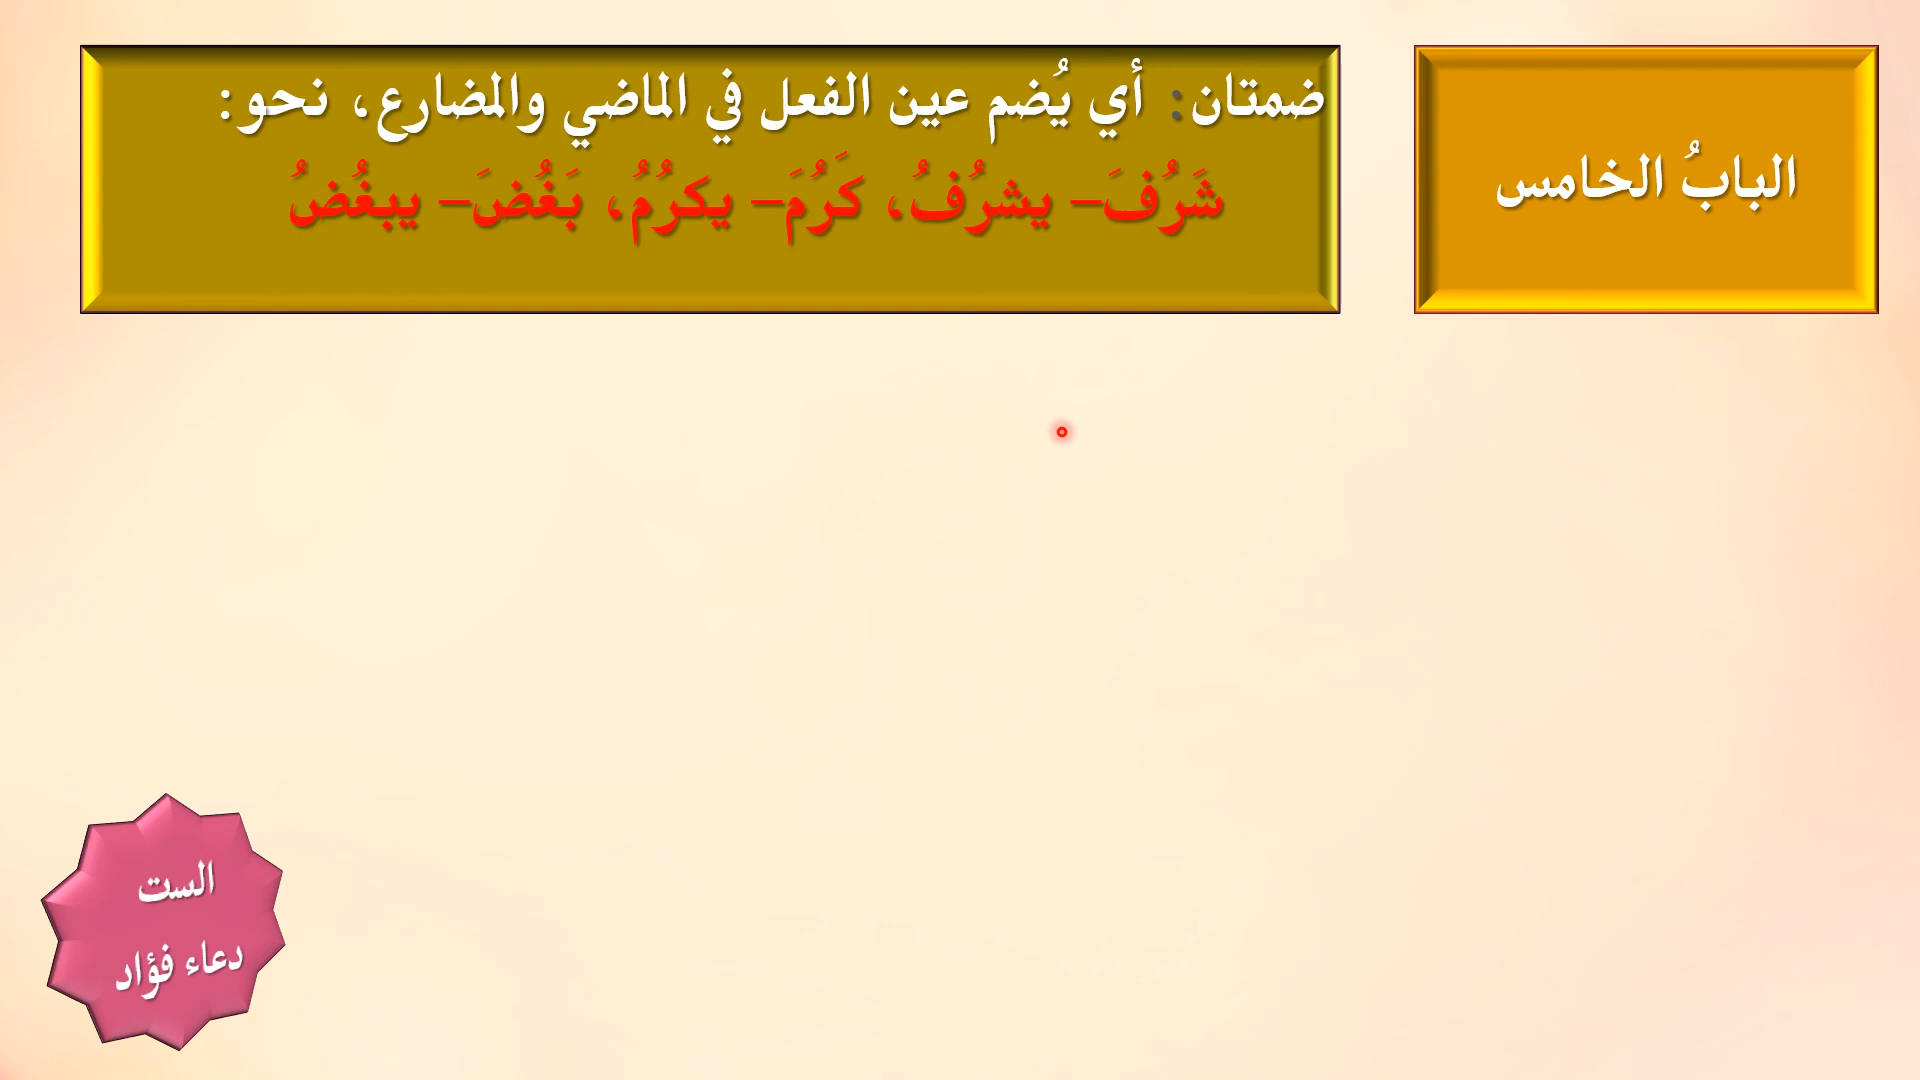 البابُ الخامس
ضمتان: أي يُضم عين الفعل في الماضي والمضارع، نحو:
شَرُفَ– يشرُفُ، كَرُمَ– يكرُمُ، بَغُضَ– يبغُضُ
الست
دعاء فؤاد